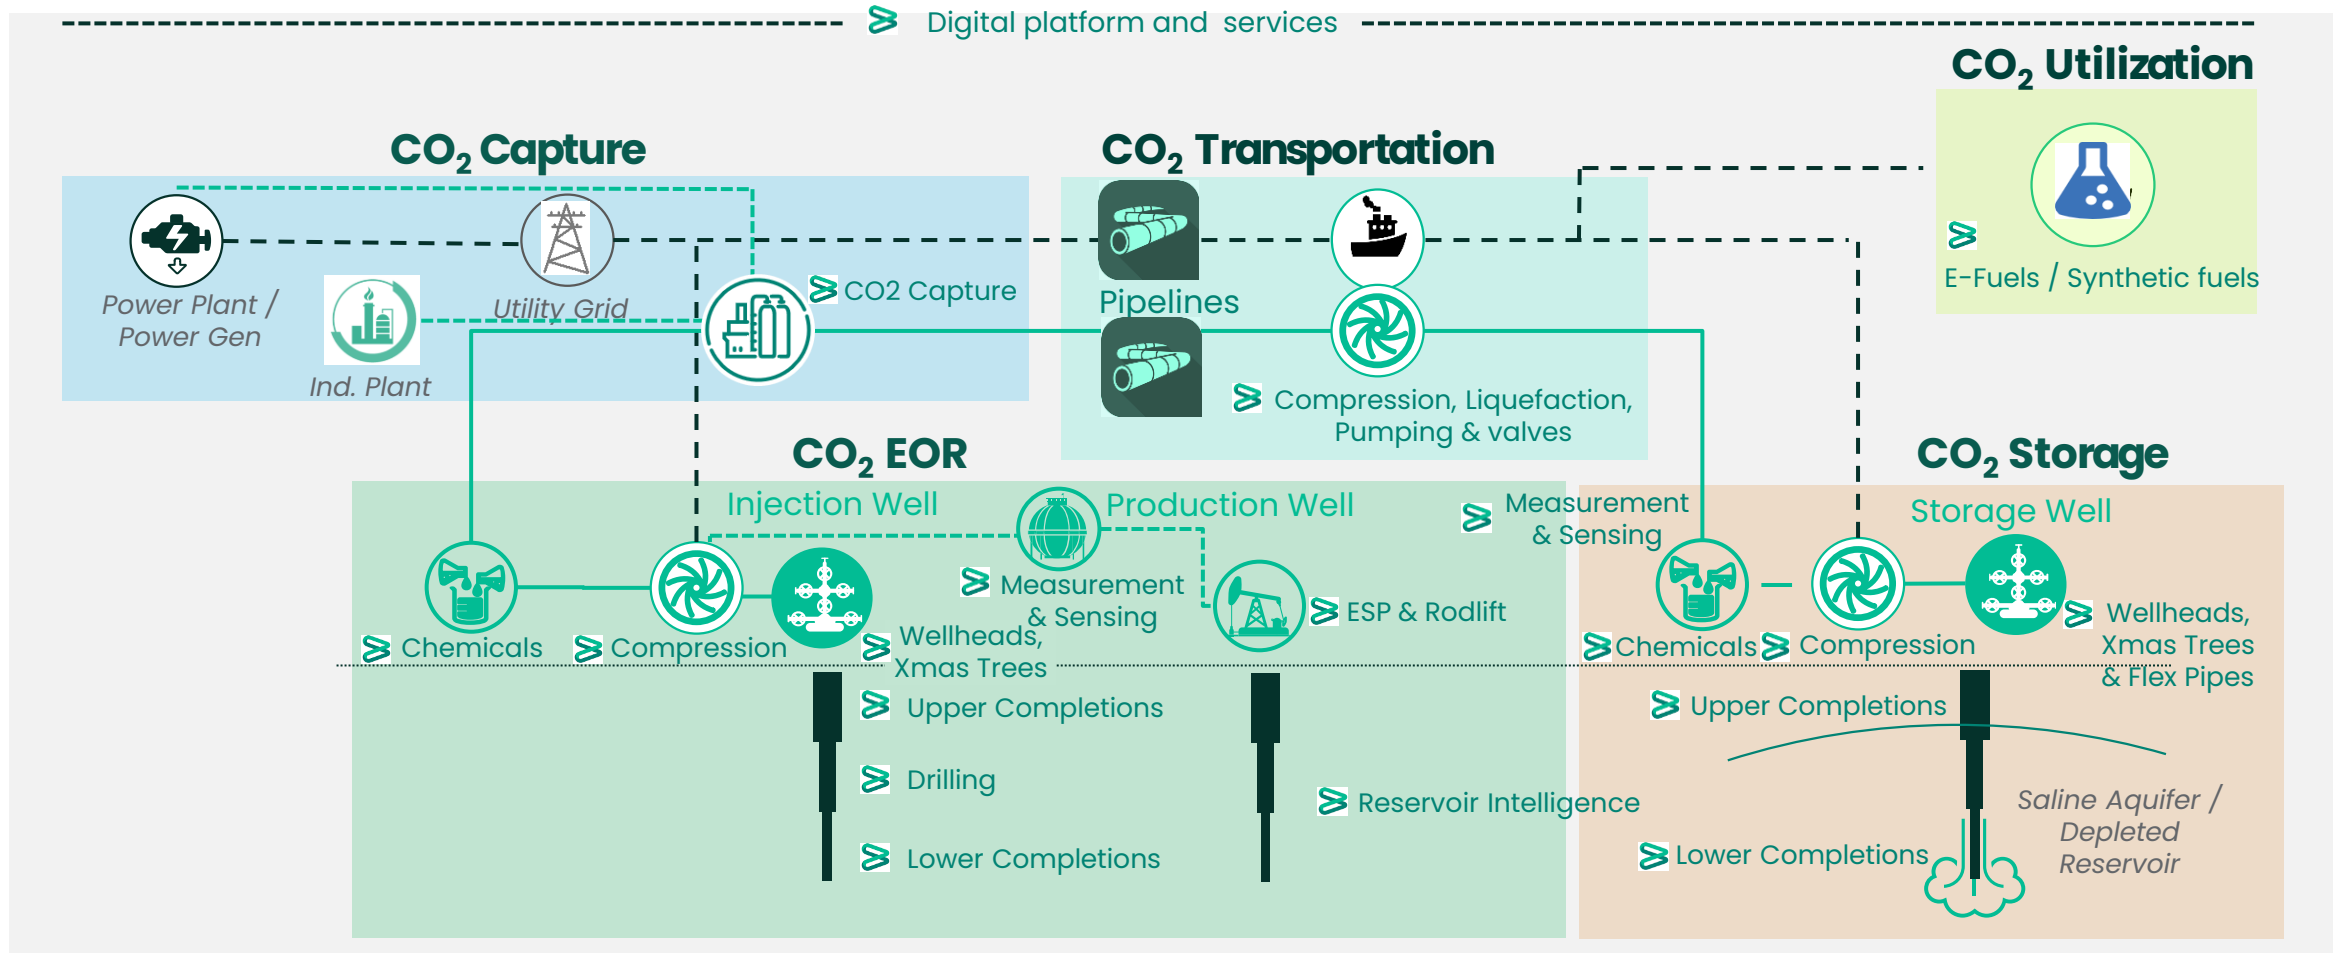 Digital platform and services
CO2 Utilization
E-Fuels / Synthetic fuels
CO2 Capture
Power Plant /
Power Gen
Utility Grid
Ind. Plant
CO2 Capture
CO2 Transportation
Pipelines
Compression, Liquefaction,
Pumping & valves
CO2 EOR
Injection Well
Production Well
Measurement
& Sensing
Chemicals
Compression
Wellheads,
Xmas Trees
ESP & Rodlift
Upper Completions
Drilling
Lower Completions
Reservoir Intelligence
CO2 Storage
Measurement
& Sensing
Storage Well
Chemicals
Compression
Wellheads,
Xmas Trees
& Flex Pipes
Upper Completions
Lower Completions
Saline Aquifer /
Depleted
Reservoir